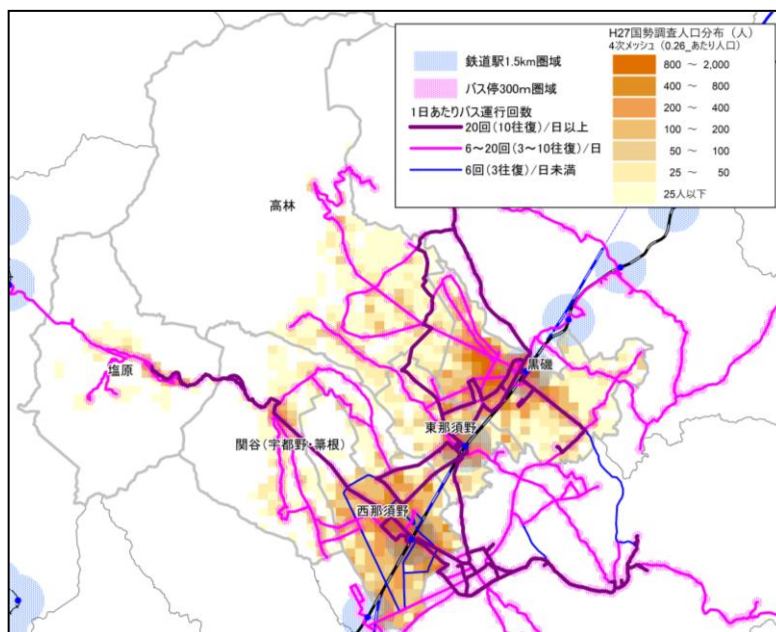 H27国勢調査人口分布（人）
4次メッシュ（0.26_あたり人口）
鉄道駅1.5km圏域
バス停300m圏域
1日あたりバス運行回数
20回(10往復)/日以上
6～20回(3～10往復)/日
6回(3往復)/日未満
800 ～ 2,000
400 ～ 800
200 ～ 400
100 ～ 200
50 ～ 100
25 ～ 50
25人以下
高林
塩原
黒磯
東那須野
関谷(宇都野・箒根)
西那須野